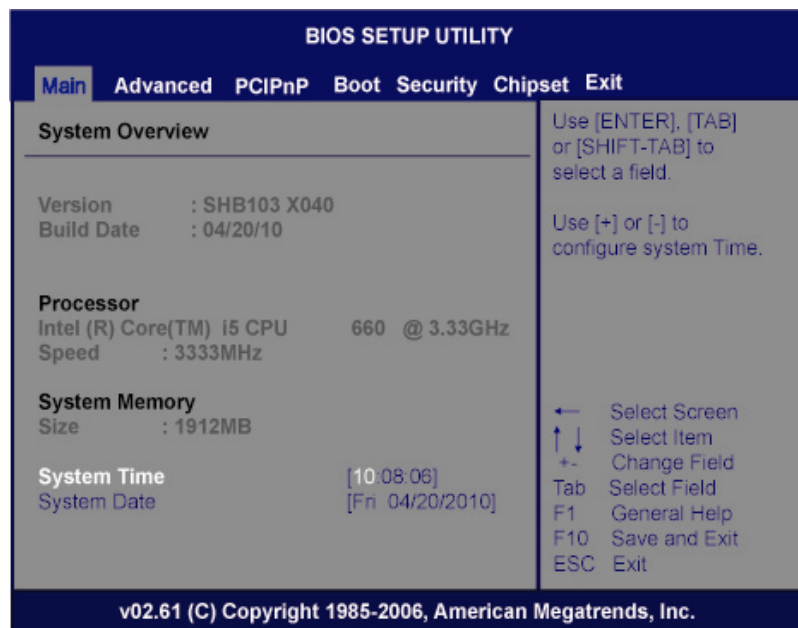 BIOS SETUP UTILITY
Main Advanced PCIPnP Boot Security Chipset Exit
System Overview
Version : SHB103 X040
Build Date : 04/20/10
Processor
Intel (R) Core(TM) i5 CPU 660 @ 3.33GHz
Speed : 3333MHz
System Memory
Size : 1912MB
System Time [10:08:06]
System Date [Fri 04/20/2010]
Use [ENTER], [TAB]
or [SHIFT-TAB] to
select a field.
Use [+] or [-] to
configure system Time.
← Select Screen
↑↓ Select Item
+- Change Field
Tab Select Field
F1 General Help
F10 Save and Exit
ESC Exit
v02.61 (C) Copyright 1985-2006, American Megatrends, Inc.